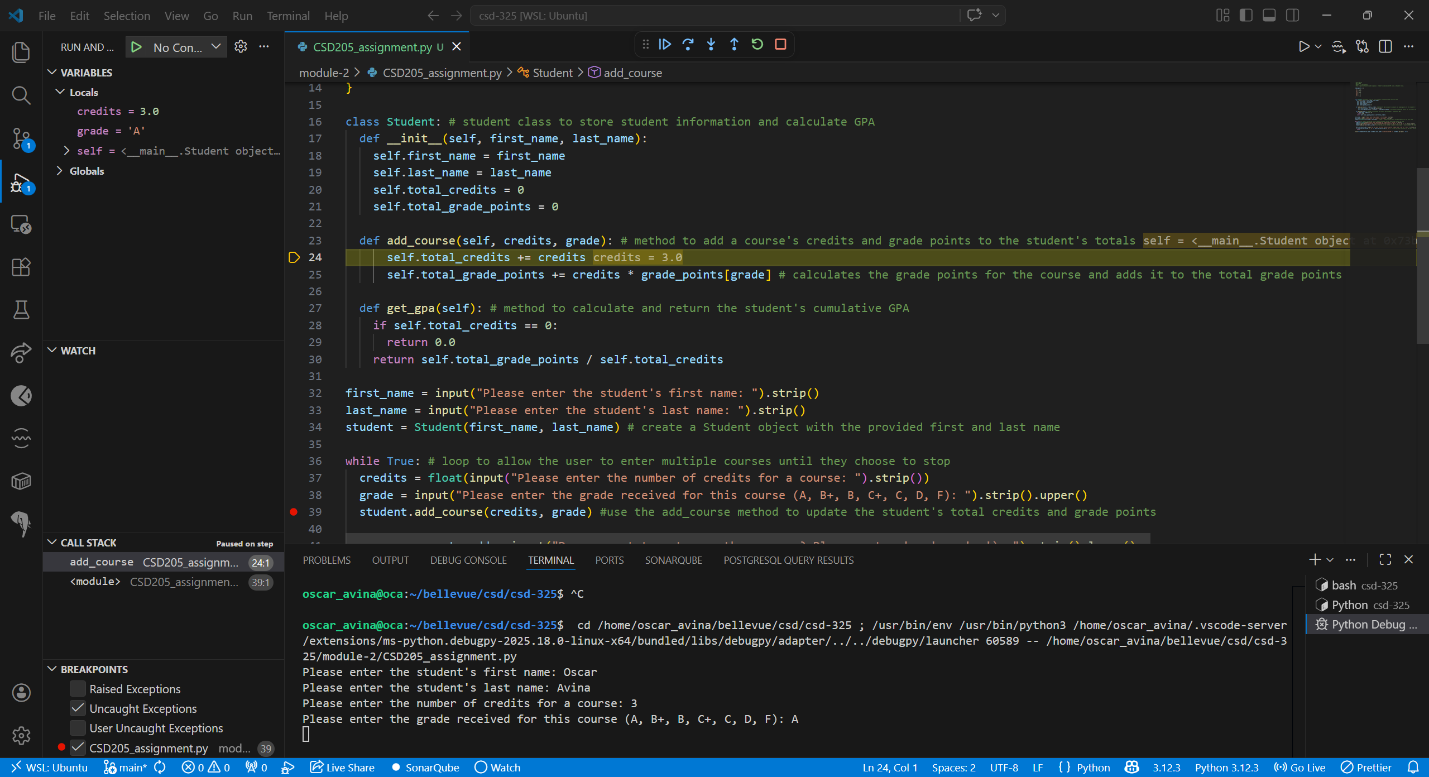 File Edit Selection View Go Run Terminal Help
csd-325 [WSL: Ubuntu]
RUN AND ... No Con...
CSD205_assignment.py U
module-2 > CSD205_assignment.py > Student > add_course
VARIABLES
Locals
credits = 3.0
grade = 'A'
self = <__main__.Student object…
Globals
WATCH
CALL STACK Paused on step
add_course CSD205_assignm... 24:1
<module> CSD205_assignmen... 39:1
BREAKPOINTS
Raised Exceptions
Uncaught Exceptions
User Uncaught Exceptions
CSD205_assignment.py mod... 39
14 }
15
16 class Student: # student class to store student information and calculate GPA
17 def __init__(self, first_name, last_name):
18 self.first_name = first_name
19 self.last_name = last_name
20 self.total_credits = 0
21 self.total_grade_points = 0
22
23 def add_course(self, credits, grade): # method to add a course's credits and grade points to the student's totals self = <__main__.Student objec
24 self.total_credits += credits credits = 3.0
25 self.total_grade_points += credits * grade_points[grade] # calculates the grade points for the course and adds it to the total grade points
26
27 def get_gpa(self): # method to calculate and return the student's cumulative GPA
28 if self.total_credits == 0:
29 return 0.0
30 return self.total_grade_points / self.total_credits
31
32 first_name = input("Please enter the student's first name: ").strip()
33 last_name = input("Please enter the student's last name: ").strip()
34 student = Student(first_name, last_name) # create a Student object with the provided first and last name
35
36 while True: # loop to allow the user to enter multiple courses until they choose to stop
37 credits = float(input("Please enter the number of credits for a course: ").strip())
38 grade = input("Please enter the grade received for this course (A, B+, B, C+, C, D, F): ").strip().upper()
39 student.add_course(credits, grade) #use the add_course method to update the student's total credits and grade points
40
PROBLEMS OUTPUT DEBUG CONSOLE TERMINAL PORTS SONARQUBE POSTGRESQL QUERY RESULTS
oscar_avina@oca:~/bellevue/csd/csd-325$ ^C
oscar_avina@oca:~/bellevue/csd/csd-325$ cd /home/oscar_avina/bellevue/csd/csd-325 ; /usr/bin/env /usr/bin/python3 /home/oscar_avina/.vscode-server
/extensions/ms-python.debugpy-2025.18.0-linux-x64/bundled/libs/debugpy/adapter/../../debugpy/launcher 60589 -- /home/oscar_avina/bellevue/csd/csd-3
25/module-2/CSD205_assignment.py
Please enter the student's first name: Oscar
Please enter the student's last name: Avina
Please enter the number of credits for a course: 3
Please enter the grade received for this course (A, B+, B, C+, C, D, F): A
bash csd-325
Python csd-325
Python Debug ...
WSL: Ubuntu main* 0 0 0 Live Share SonarQube Watch Ln 24, Col 1 Spaces: 2 UTF-8 LF { } Python 3.12.3 Python 3.12.3 Go Live Prettier